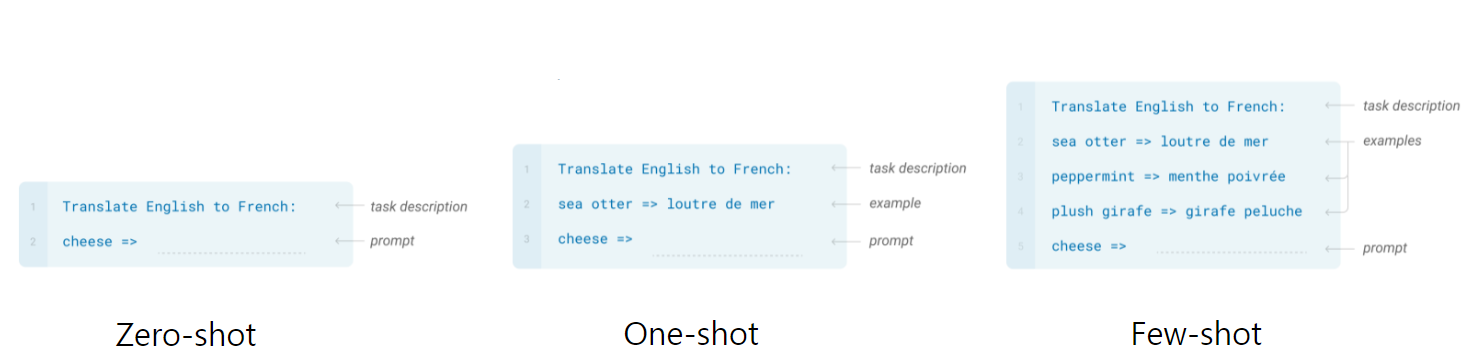 1 Translate English to French: task description
2 cheese => prompt
Zero-shot
1 Translate English to French: task description
2 sea otter => loutre de mer example
3 cheese => prompt
One-shot
1 Translate English to French: task description
2 sea otter => loutre de mer examples
3 peppermint => menthe poivrée
4 plush girafe => girafe peluche
5 cheese => prompt
Few-shot